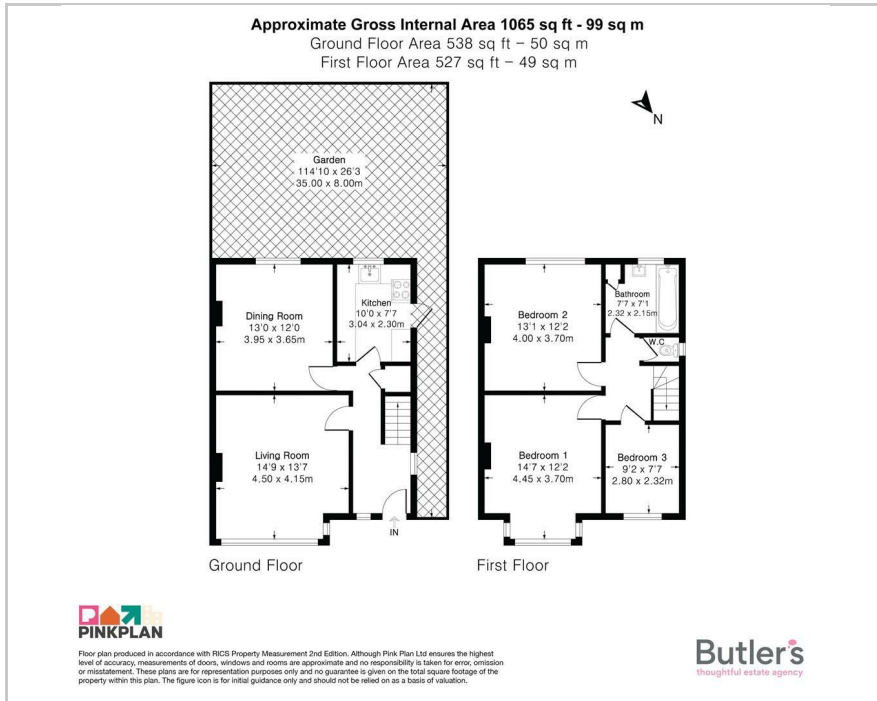 Approximate Gross Internal Area 1065 sq ft - 99 sq m
Ground Floor Area 538 sq ft – 50 sq m
First Floor Area 527 sq ft – 49 sq m
N
Garden
114'10 x 26'3
35.00 x 8.00m
Dining Room
13'0 x 12'0
3.95 x 3.65m
Kitchen
10'0 x 7'7
3.04 x 2.30m
Living Room
14'9 x 13'7
4.50 x 4.15m
IN
Ground Floor
Bedroom 2
13'1 x 12'2
4.00 x 3.70m
Bathroom
7'7 x 7'1
2.32 x 2.15m
W.C
Bedroom 1
14'7 x 12'2
4.45 x 3.70m
Bedroom 3
9'2 x 7'7
2.80 x 2.32m
First Floor
PINKPLAN
Floor plan produced in accordance with RICS Property Measurement 2nd Edition. Although Pink Plan Ltd ensures the highest
level of accuracy, measurements of doors, windows and rooms are approximate and no responsibility is taken for error, omission
or misstatement. These plans are for representation purposes only and no guarantee is given on the total square footage of the
property within this plan. The figure icon is for initial guidance only and should not be relied on as a basis of valuation.
Butler's
thoughtful estate agency